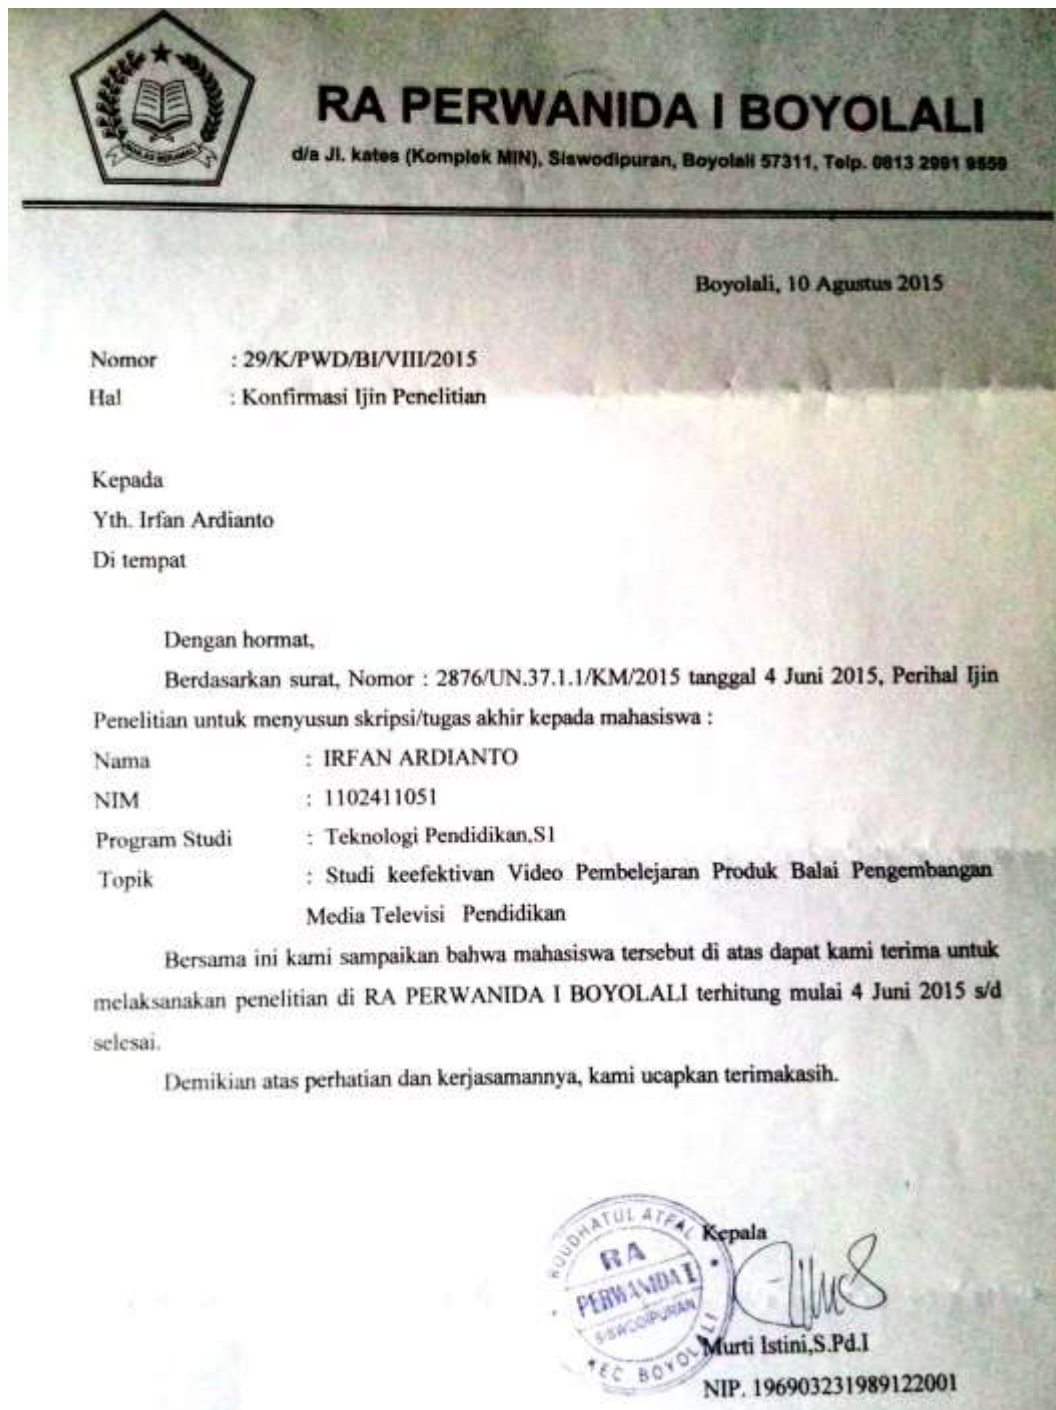 RA PERWANIDA I BOYOLALI
d/a Jl. kates (Komplek MIN), Siswodipuran, Boyolali 57311, Telp. 0813 2991 9559
Boyolali, 10 Agustus 2015
Nomor : 29/K/PWD/BI/VIII/2015
Hal : Konfirmasi Ijin Penelitian
Kepada
Yth. Irfan Ardianto
Di tempat
Dengan hormat,
Berdasarkan surat, Nomor : 2876/UN.37.1.1/KM/2015 tanggal 4 Juni 2015, Perihal Ijin
Penelitian untuk menyusun skripsi/tugas akhir kepada mahasiswa :
Nama : IRFAN ARDIANTO
NIM : 1102411051
Program Studi : Teknologi Pendidikan,S1
Topik : Studi keefektivan Video Pembelejaran Produk Balai Pengembangan
Media Televisi Pendidikan
Bersama ini kami sampaikan bahwa mahasiswa tersebut di atas dapat kami terima untuk
melaksanakan penelitian di RA PERWANIDA I BOYOLALI terhitung mulai 4 Juni 2015 s/d
selesai.
Demikian atas perhatian dan kerjasamannya, kami ucapkan terimakasih.
Kepala
ROUDHATUL ATFAL
RA
PERWANIDA I
SISWODIPURAN
KEC BOYOLALI
Murti Istini,S.Pd.I
NIP. 196903231989122001